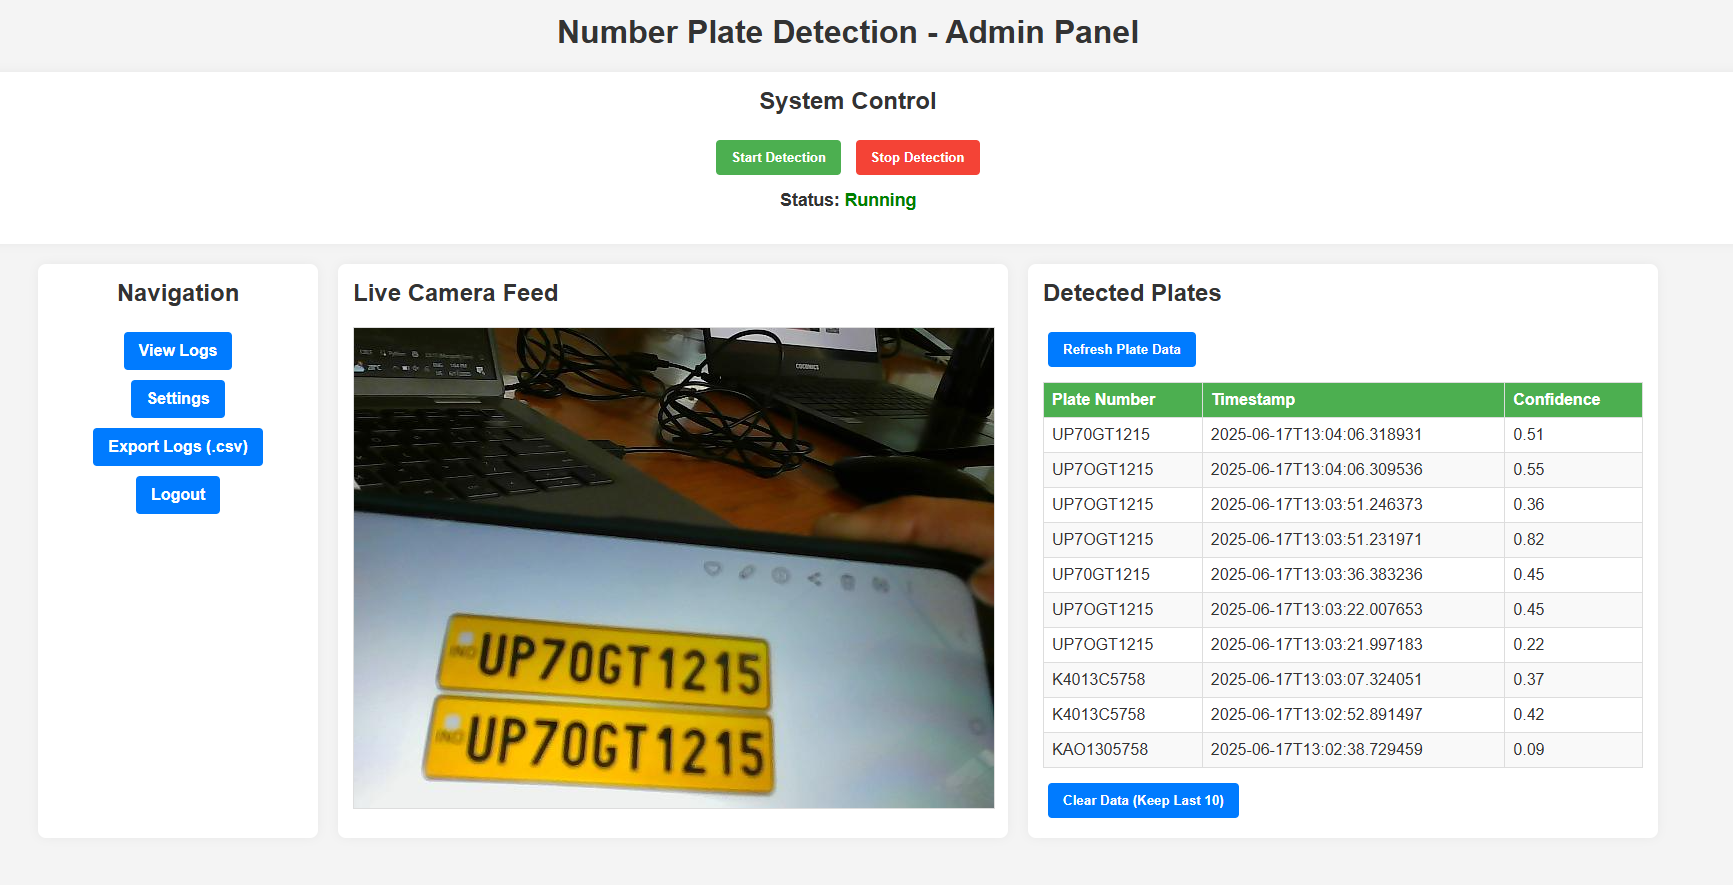 Number Plate Detection - Admin Panel
System Control
Start Detection Stop Detection
Status: Running
Navigation
View Logs
Settings
Export Logs (.csv)
Logout
Live Camera Feed
COCONICS
IND UP70GT1215
IND UP70GT1215
Detected Plates
Refresh Plate Data
Plate Number Timestamp Confidence
UP70GT1215 2025-06-17T13:04:06.318931 0.51
UP7OGT1215 2025-06-17T13:04:06.309536 0.55
UP7OGT1215 2025-06-17T13:03:51.246373 0.36
UP7OGT1215 2025-06-17T13:03:51.231971 0.82
UP70GT1215 2025-06-17T13:03:36.383236 0.45
UP7OGT1215 2025-06-17T13:03:22.007653 0.45
UP7OGT1215 2025-06-17T13:03:21.997183 0.22
K4013C5758 2025-06-17T13:03:07.324051 0.37
K4013C5758 2025-06-17T13:02:52.891497 0.42
KAO1305758 2025-06-17T13:02:38.729459 0.09
Clear Data (Keep Last 10)